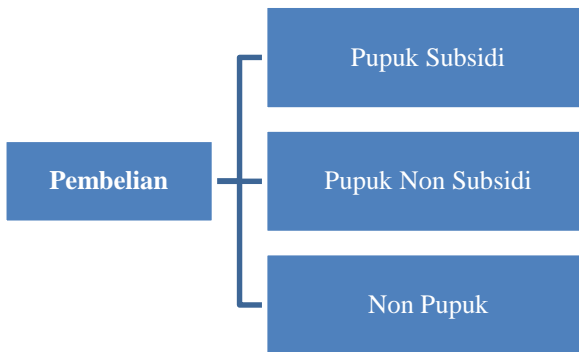 Pupuk Subsidi
Pembelian
Pupuk Non Subsidi
Non Pupuk